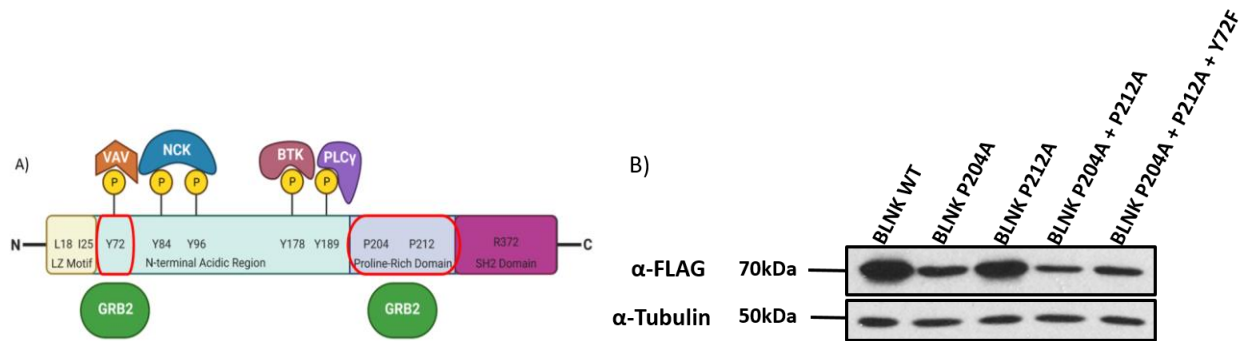 A)
VAV
NCK
BTK
PLCγ
P
P
P
P
P
N
L18 I25 Y72 Y84 Y96 Y178 Y189 P204 P212 R372
C
LZ Motif N-terminal Acidic Region Proline-Rich Domain SH2 Domain
GRB2
GRB2
B)
BLNK WT
BLNK P204A
BLNK P212A
BLNK P204A + P212A
BLNK P204A + P212A + Y72F
α-FLAG 70kDa
α-Tubulin 50kDa